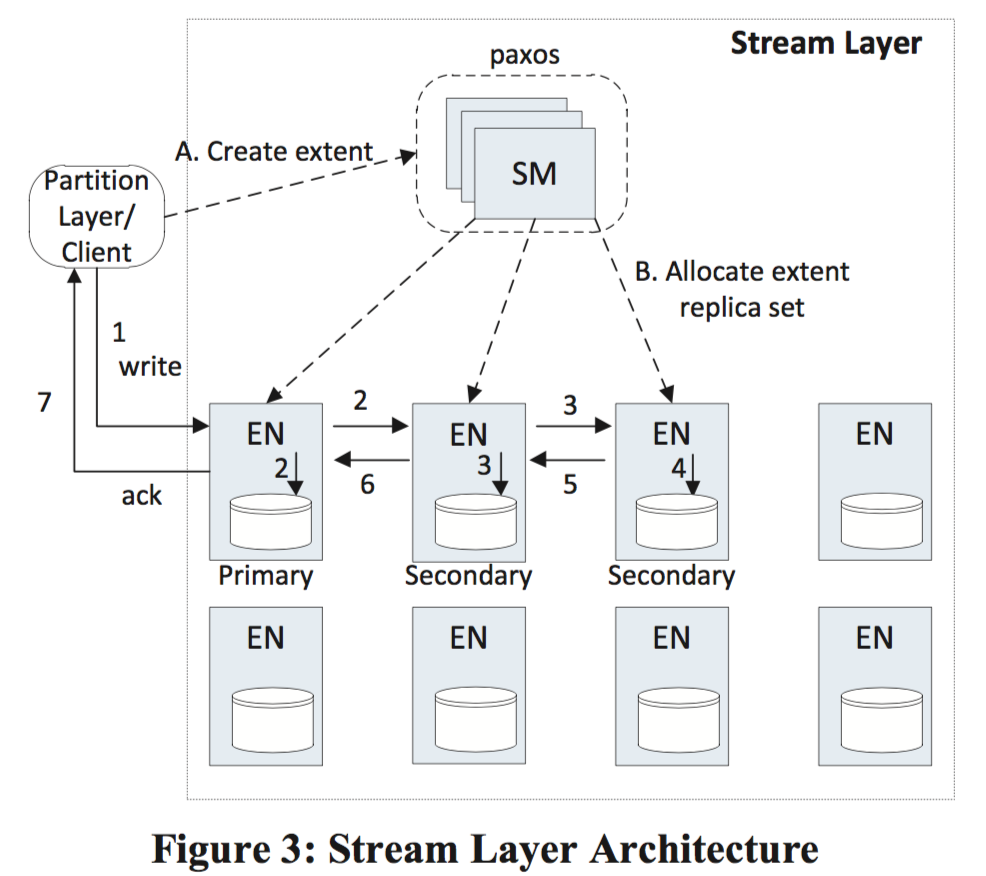 Stream Layer
paxos
A. Create extent
SM
Partition
Layer/
Client
B. Allocate extent
replica set
1
write
7
ack
2
3
6
5
EN
2
Primary
EN
3
Secondary
EN
4
Secondary
EN
EN
EN
EN
EN
Figure 3: Stream Layer Architecture